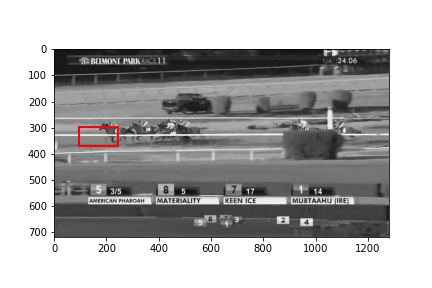 BELMONT PARK RACE 11
1/4 :24.06
5 3/5 8 5 7 17 1 14
AMERICAN PHAROAH MATERIALITY KEEN ICE MUBTAAHIJ (IRE)
0
100
200
300
400
500
600
700
0 200 400 600 800 1000 1200